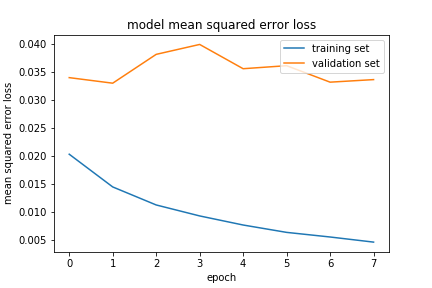 model mean squared error loss
training set
validation set
0.040
0.035
0.030
0.025
0.020
0.015
0.010
0.005
mean squared error loss
0 1 2 3 4 5 6 7
epoch